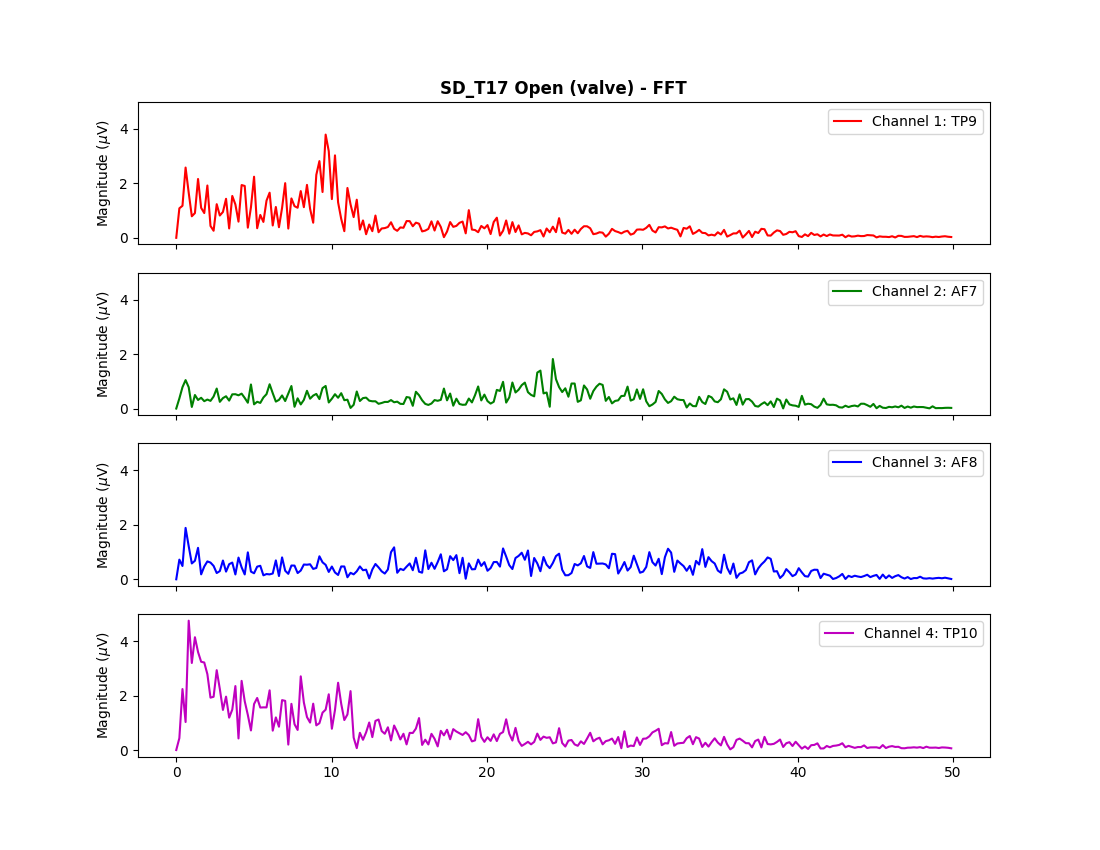 SD_T17 Open (valve) - FFT
Magnitude (μV)
4
2
0
Channel 1: TP9
Magnitude (μV)
4
2
0
Channel 2: AF7
Magnitude (μV)
4
2
0
Channel 3: AF8
Magnitude (μV)
4
2
0
Channel 4: TP10
0 10 20 30 40 50